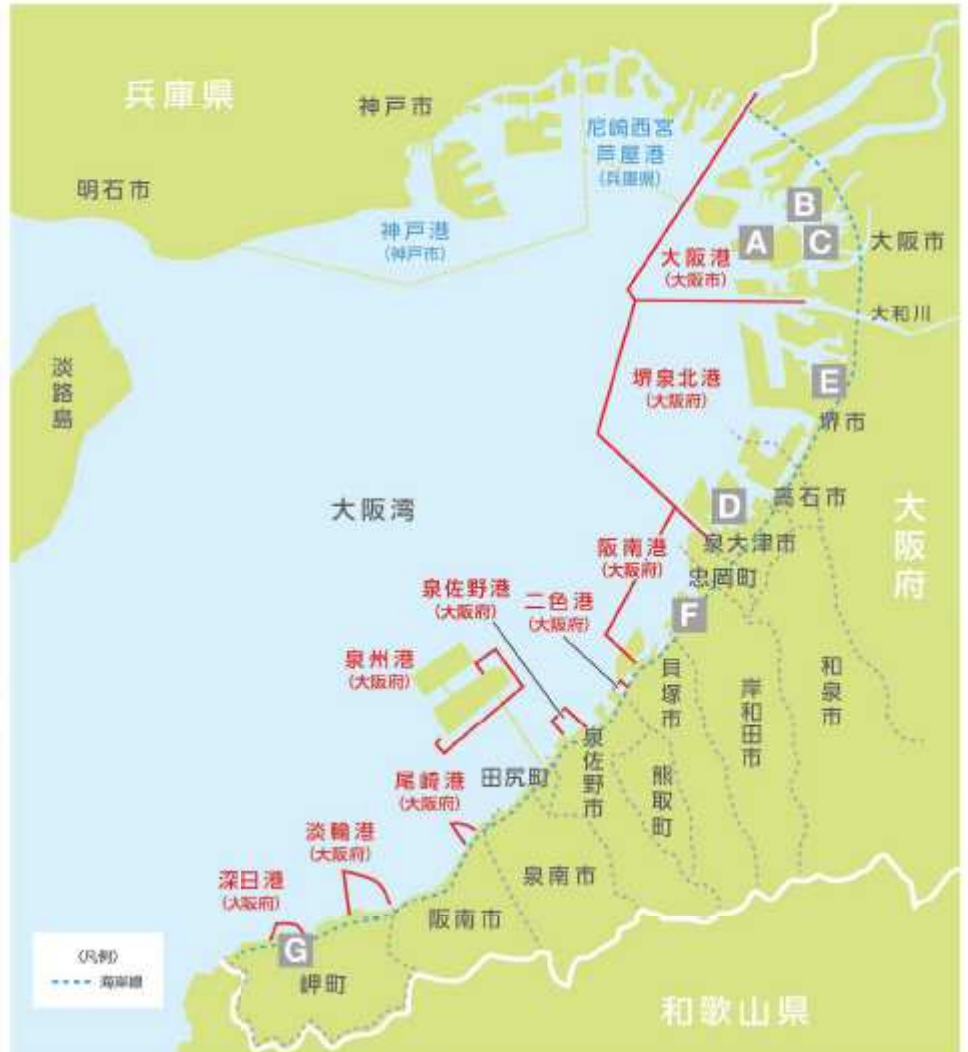 兵庫県
神戸市
尼崎西宮
芦屋港
(兵庫県)
明石市
神戸港
(神戸市)
B
A
C
大阪市
大阪港
(大阪市)
大和川
淡路島
堺泉北港
(大阪府)
E
堺市
大阪湾
D
高石市
大阪府
阪南港
(大阪府)
泉大津市
忠岡町
泉佐野港
(大阪府)
二色港
(大阪府)
F
泉州港
(大阪府)
貝塚市
岸和田市
和泉市
泉佐野市
熊取町
田尻町
尾崎港
(大阪府)
淡輪港
(大阪府)
泉南市
深日港
(大阪府)
阪南市
G
岬町
(凡例)
海岸線
和歌山県